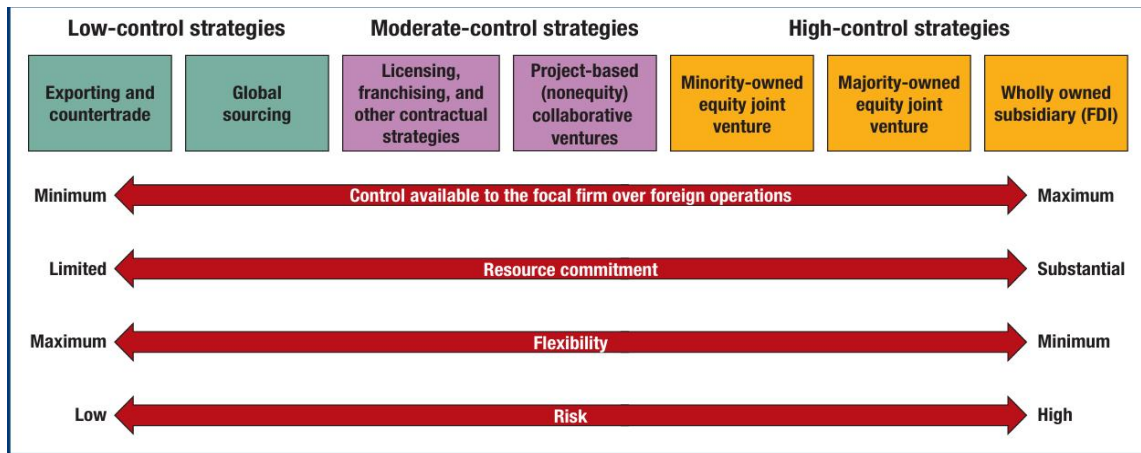 Low-control strategies
Moderate-control strategies
High-control strategies
Exporting and
countertrade
Global
sourcing
Licensing,
franchising, and
other contractual
strategies
Project-based
(nonequity)
collaborative
ventures
Minority-owned
equity joint
venture
Majority-owned
equity joint
venture
Wholly owned
subsidiary (FDI)
Minimum
Control available to the focal firm over foreign operations
Maximum
Limited
Resource commitment
Substantial
Maximum
Flexibility
Minimum
Low
Risk
High